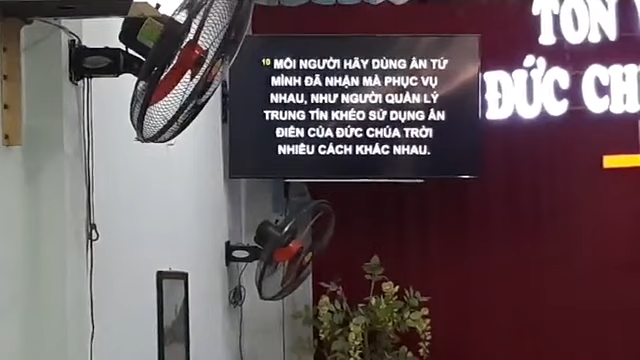 10 MỖI NGƯỜI HÃY DÙNG ÂN TỨ
MÌNH ĐÃ NHẬN MÀ PHỤC VỤ
NHAU, NHƯ NGƯỜI QUẢN LÝ
TRUNG TÍN KHÉO SỬ DỤNG ÂN
ĐIỂN CỦA ĐỨC CHÚA TRỜI
NHIỀU CÁCH KHÁC NHAU.
TÔN
ĐỨC CH